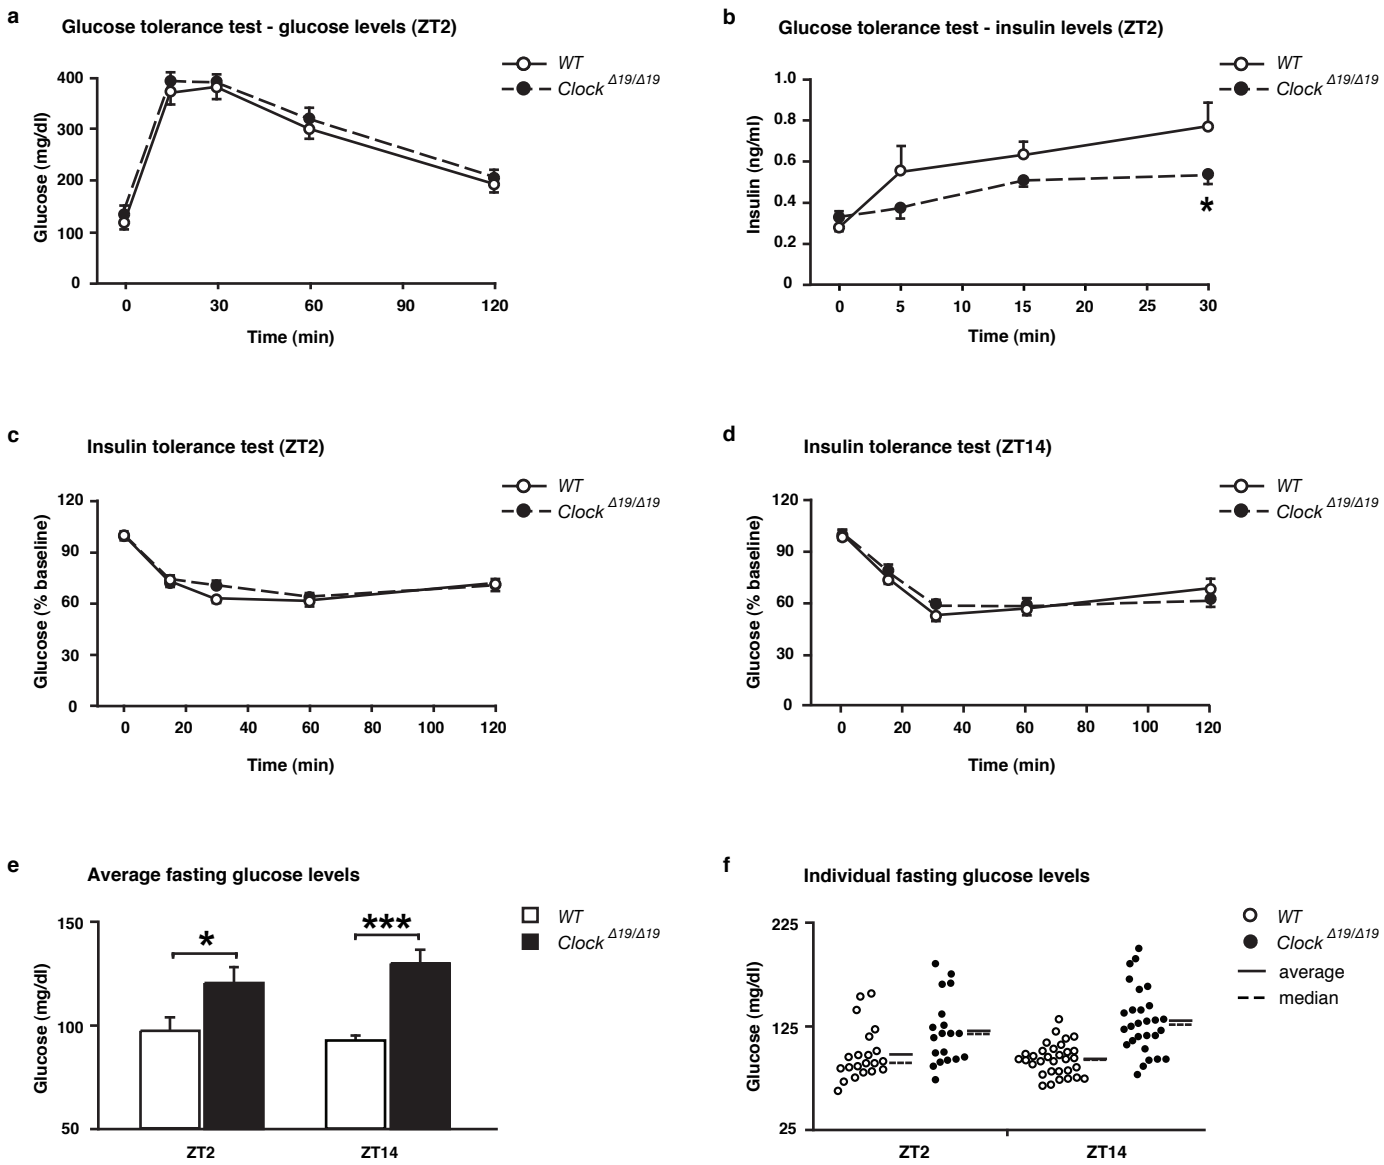 a
Glucose tolerance test - glucose levels (ZT2)
WT
Clock Δ19/Δ19
400
300
200
100
0
Glucose (mg/dl)
0 30 60 90 120
Time (min)
b
Glucose tolerance test - insulin levels (ZT2)
WT
Clock Δ19/Δ19
1.0
0.8
0.6
0.4
0.2
0
Insulin (ng/ml)
*
0 5 10 15 20 25 30
Time (min)
c
Insulin tolerance test (ZT2)
WT
Clock Δ19/Δ19
120
90
60
30
0
Glucose (% baseline)
0 20 40 60 80 100 120
Time (min)
d
Insulin tolerance test (ZT14)
WT
Clock Δ19/Δ19
120
90
60
30
0
Glucose (% baseline)
0 20 40 60 80 100 120
Time (min)
e
Average fasting glucose levels
WT
Clock Δ19/Δ19
150
100
50
Glucose (mg/dl)
* ***
ZT2 ZT14
f
Individual fasting glucose levels
WT
Clock Δ19/Δ19
average
median
225
125
25
Glucose (mg/dl)
ZT2 ZT14